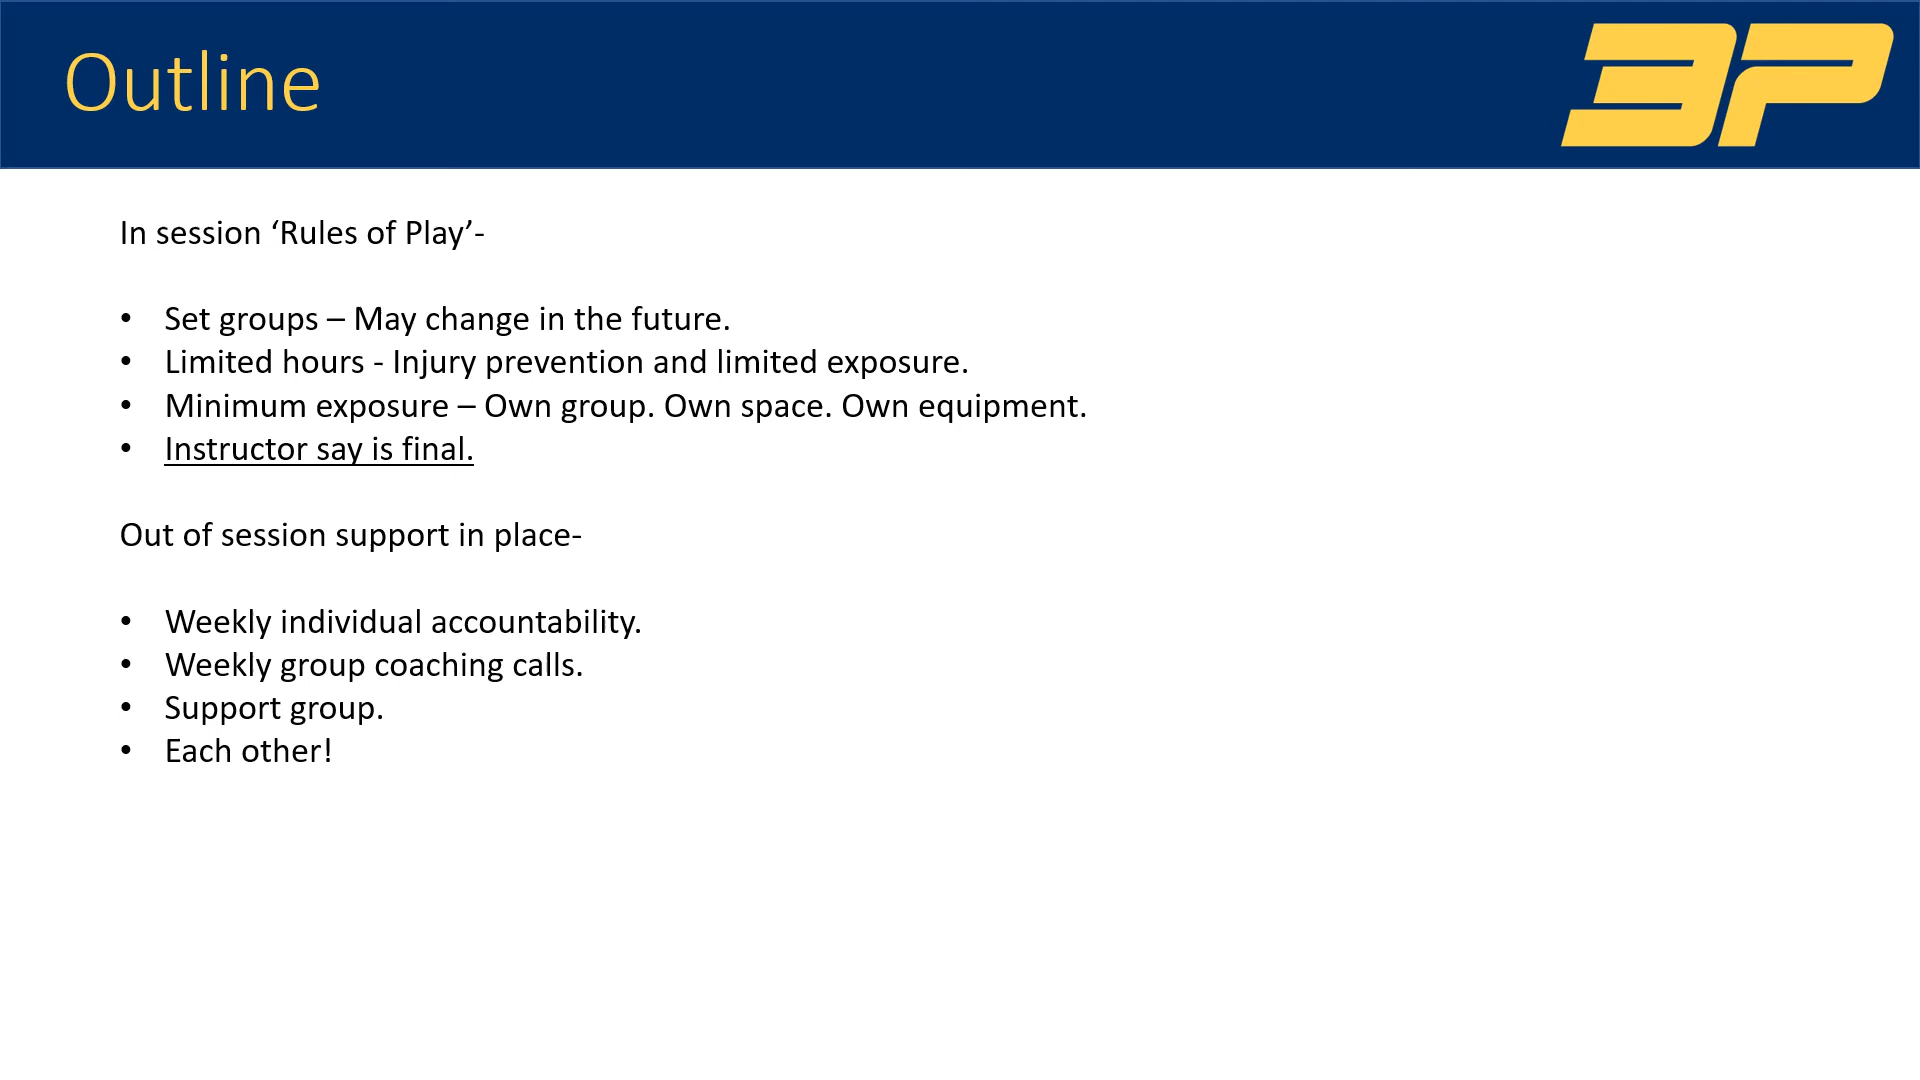 Outline
3P
In session ‘Rules of Play’-
• Set groups – May change in the future.
• Limited hours - Injury prevention and limited exposure.
• Minimum exposure – Own group. Own space. Own equipment.
• Instructor say is final.
Out of session support in place-
• Weekly individual accountability.
• Weekly group coaching calls.
• Support group.
• Each other!